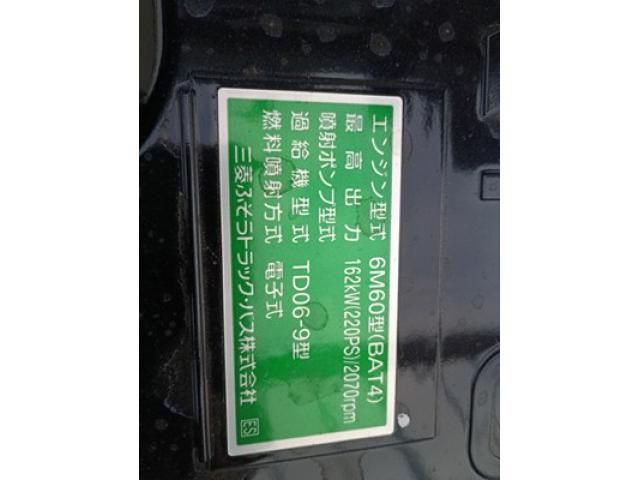 エンジン型式 6M60型(BAT4)
最高出力 162kW(220PS)/2070rpm
噴射ポンプ型式
過給機型式 TD06-9型
燃料噴射方式 電子式
三菱ふそうトラック・バス株式会社 ES